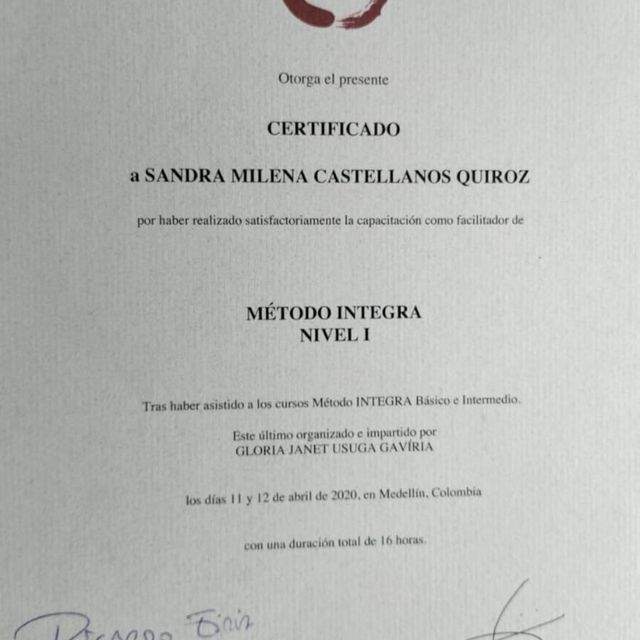 Otorga el presente
CERTIFICADO
a SANDRA MILENA CASTELLANOS QUIROZ
por haber realizado satisfactoriamente la capacitación como facilitador de
MÉTODO INTEGRA
NIVEL I
Tras haber asistido a los cursos Método INTEGRA Básico e Intermedio.
Este último organizado e impartido por
GLORIA JANET USUGA GAVÍRIA
los días 11 y 12 de abril de 2020, en Medellín, Colombia
con una duración total de 16 horas.